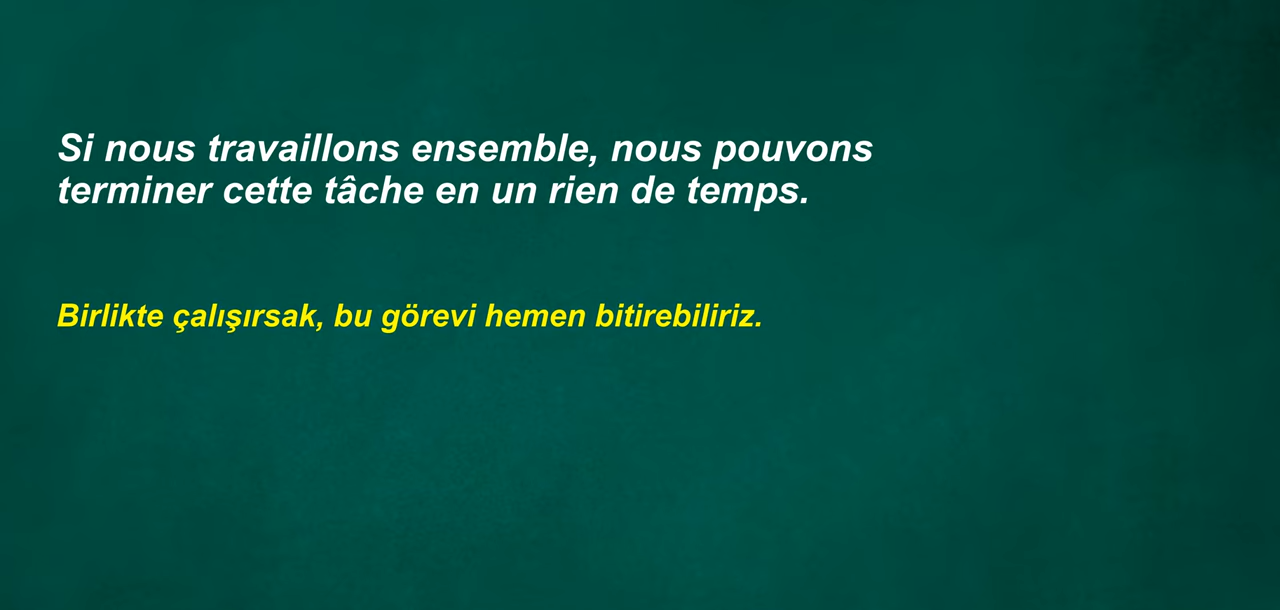 Si nous travaillons ensemble, nous pouvons
terminer cette tâche en un rien de temps.
Birlikte çalışırsak, bu görevi hemen bitirebiliriz.